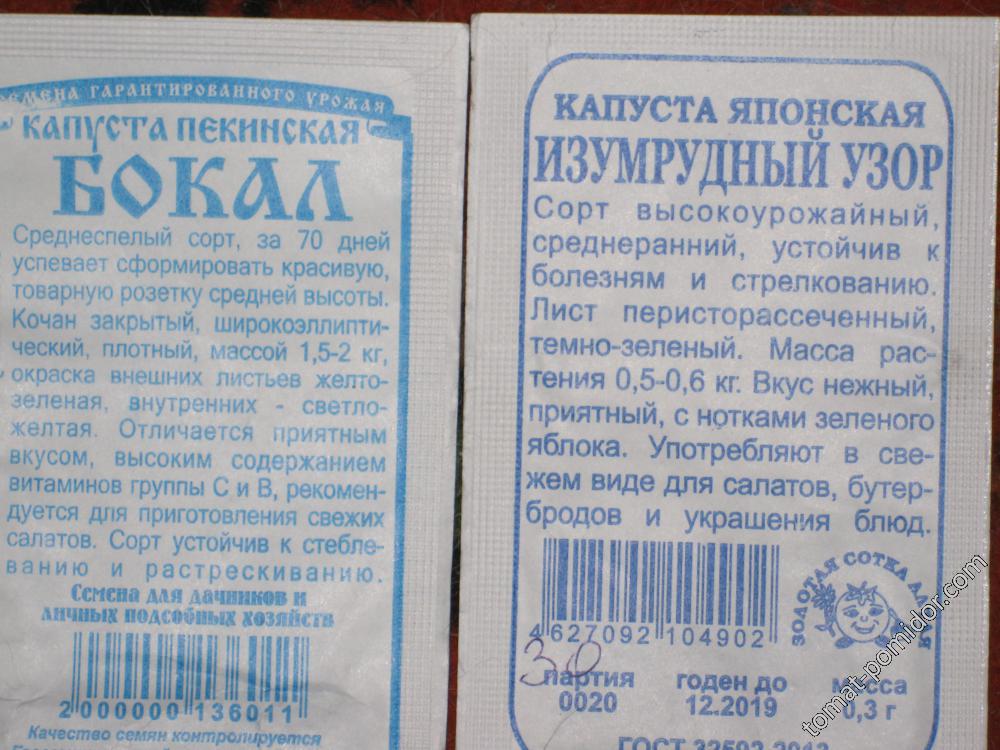 СЕМЕНА ГАРАНТИРОВАННОГО УРОЖАЯ
КАПУСТА ПЕКИНСКАЯ
БОКАЛ
Среднеспелый сорт, за 70 дней
успевает сформировать красивую,
товарную розетку средней высоты.
Кочан закрытый, широкоэллипти-
ческий, плотный, массой 1,5-2 кг,
окраска внешних листьев желто-
зеленая, внутренних - светло-
желтая. Отличается приятным
вкусом, высоким содержанием
витаминов группы С и В, рекомен-
дуется для приготовления свежих
салатов. Сорт устойчив к стебле-
ванию и растрескиванию.
Семена для дачников и
личных подсобных хозяйств
2 000000 136011
Качество семян контролируется
КАПУСТА ЯПОНСКАЯ
ИЗУМРУДНЫЙ УЗОР
Сорт высокоурожайный,
среднеранний, устойчив к
болезням и стрелкованию.
Лист перисторассеченный,
темно-зеленый. Масса рас-
тения 0,5-0,6 кг. Вкус нежный,
приятный, с нотками зеленого
яблока. Употребляют в све-
жем виде для салатов, бутер-
бродов и украшения блюд.
4 627092 104902
ЗОЛОТАЯ СОТКА АЛТАЯ
30
партия
0020
годен до
12.2019
масса
0,3 г
ГОСТ 32592
tomat-pomidor.com